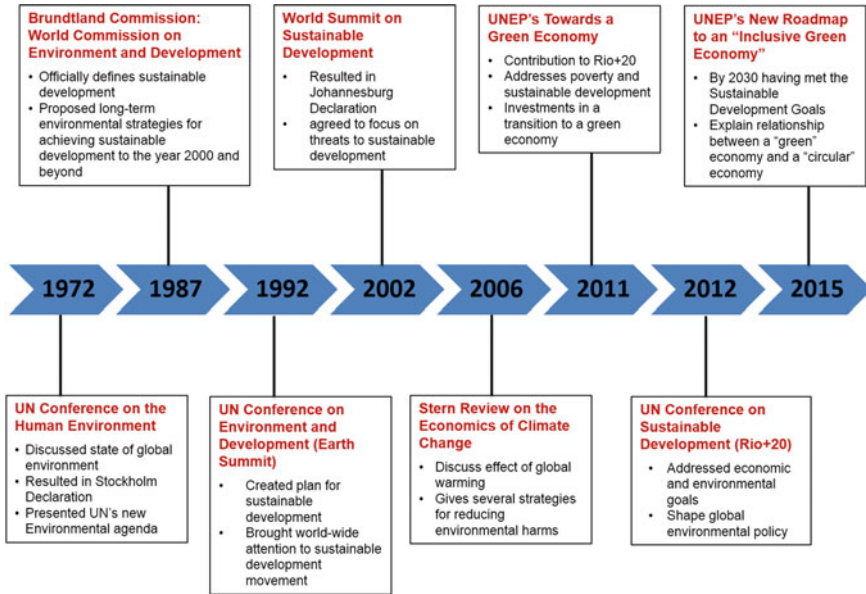 Brundtland Commission:
World Commission on
Environment and Development
• Officially defines sustainable
development
• Proposed long-term
environmental strategies for
achieving sustainable
development to the year 2000 and
beyond
World Summit on
Sustainable
Development
• Resulted in
Johannesburg
Declaration
• agreed to focus on
threats to sustainable
development
UNEP's Towards a
Green Economy
• Contribution to Rio+20
• Addresses poverty and
sustainable development
• Investments in a
transition to a green
economy
UNEP's New Roadmap
to an “Inclusive Green
Economy”
• By 2030 having met the
Sustainable
Development Goals
• Explain relationship
between a “green”
economy and a “circular”
economy
1972 1987 1992 2002 2006 2011 2012 2015
UN Conference on the
Human Environment
• Discussed state of global
environment
• Resulted in Stockholm
Declaration
• Presented UN's new
Environmental agenda
UN Conference on
Environment and
Development (Earth
Summit)
• Created plan for
sustainable
development
• Brought world-wide
attention to sustainable
development
movement
Stern Review on the
Economics of Climate
Change
• Discuss effect of global
warming
• Gives several strategies
for reducing
environmental harms
UN Conference on
Sustainable
Development (Rio+20)
• Addressed economic
and environmental
goals
• Shape global
environmental policy